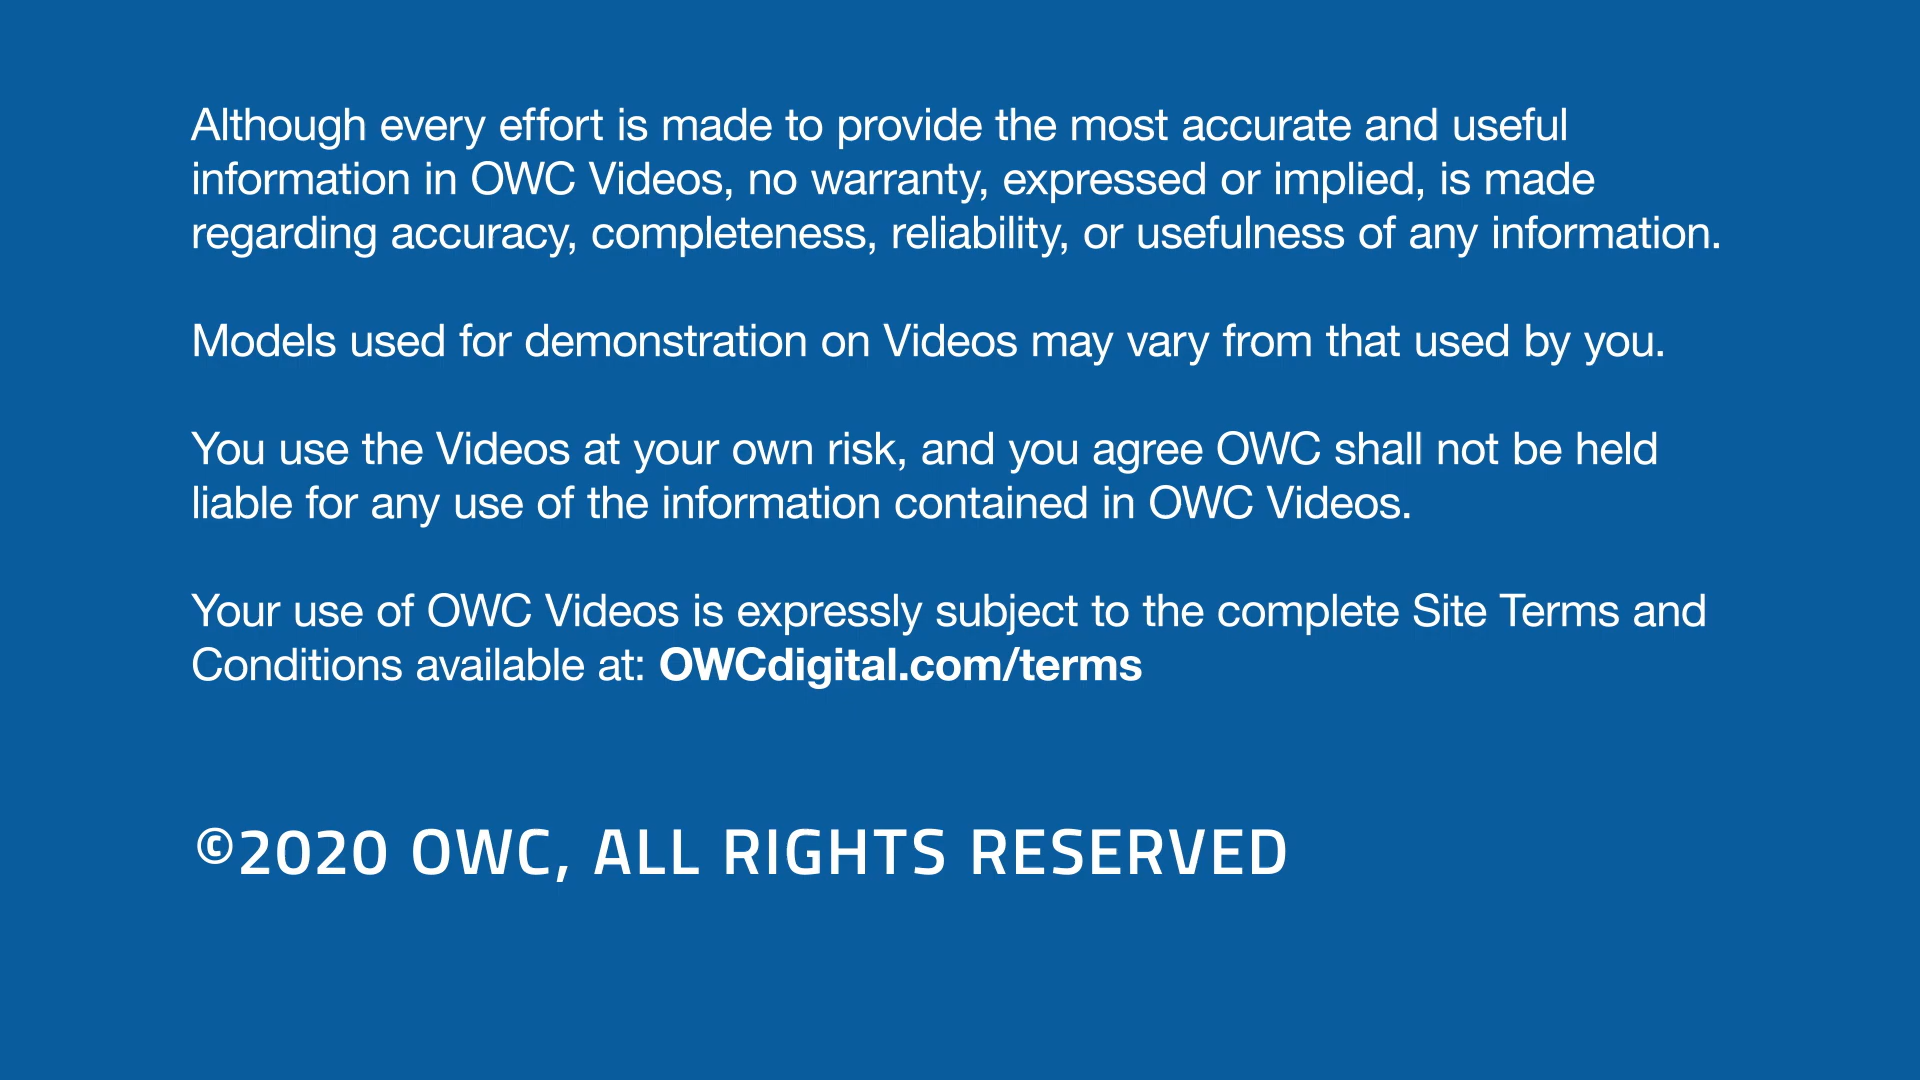 Although every effort is made to provide the most accurate and useful
information in OWC Videos, no warranty, expressed or implied, is made
regarding accuracy, completeness, reliability, or usefulness of any information.
Models used for demonstration on Videos may vary from that used by you.
You use the Videos at your own risk, and you agree OWC shall not be held
liable for any use of the information contained in OWC Videos.
Your use of OWC Videos is expressly subject to the complete Site Terms and
Conditions available at: OWCdigital.com/terms
©2020 OWC, ALL RIGHTS RESERVED